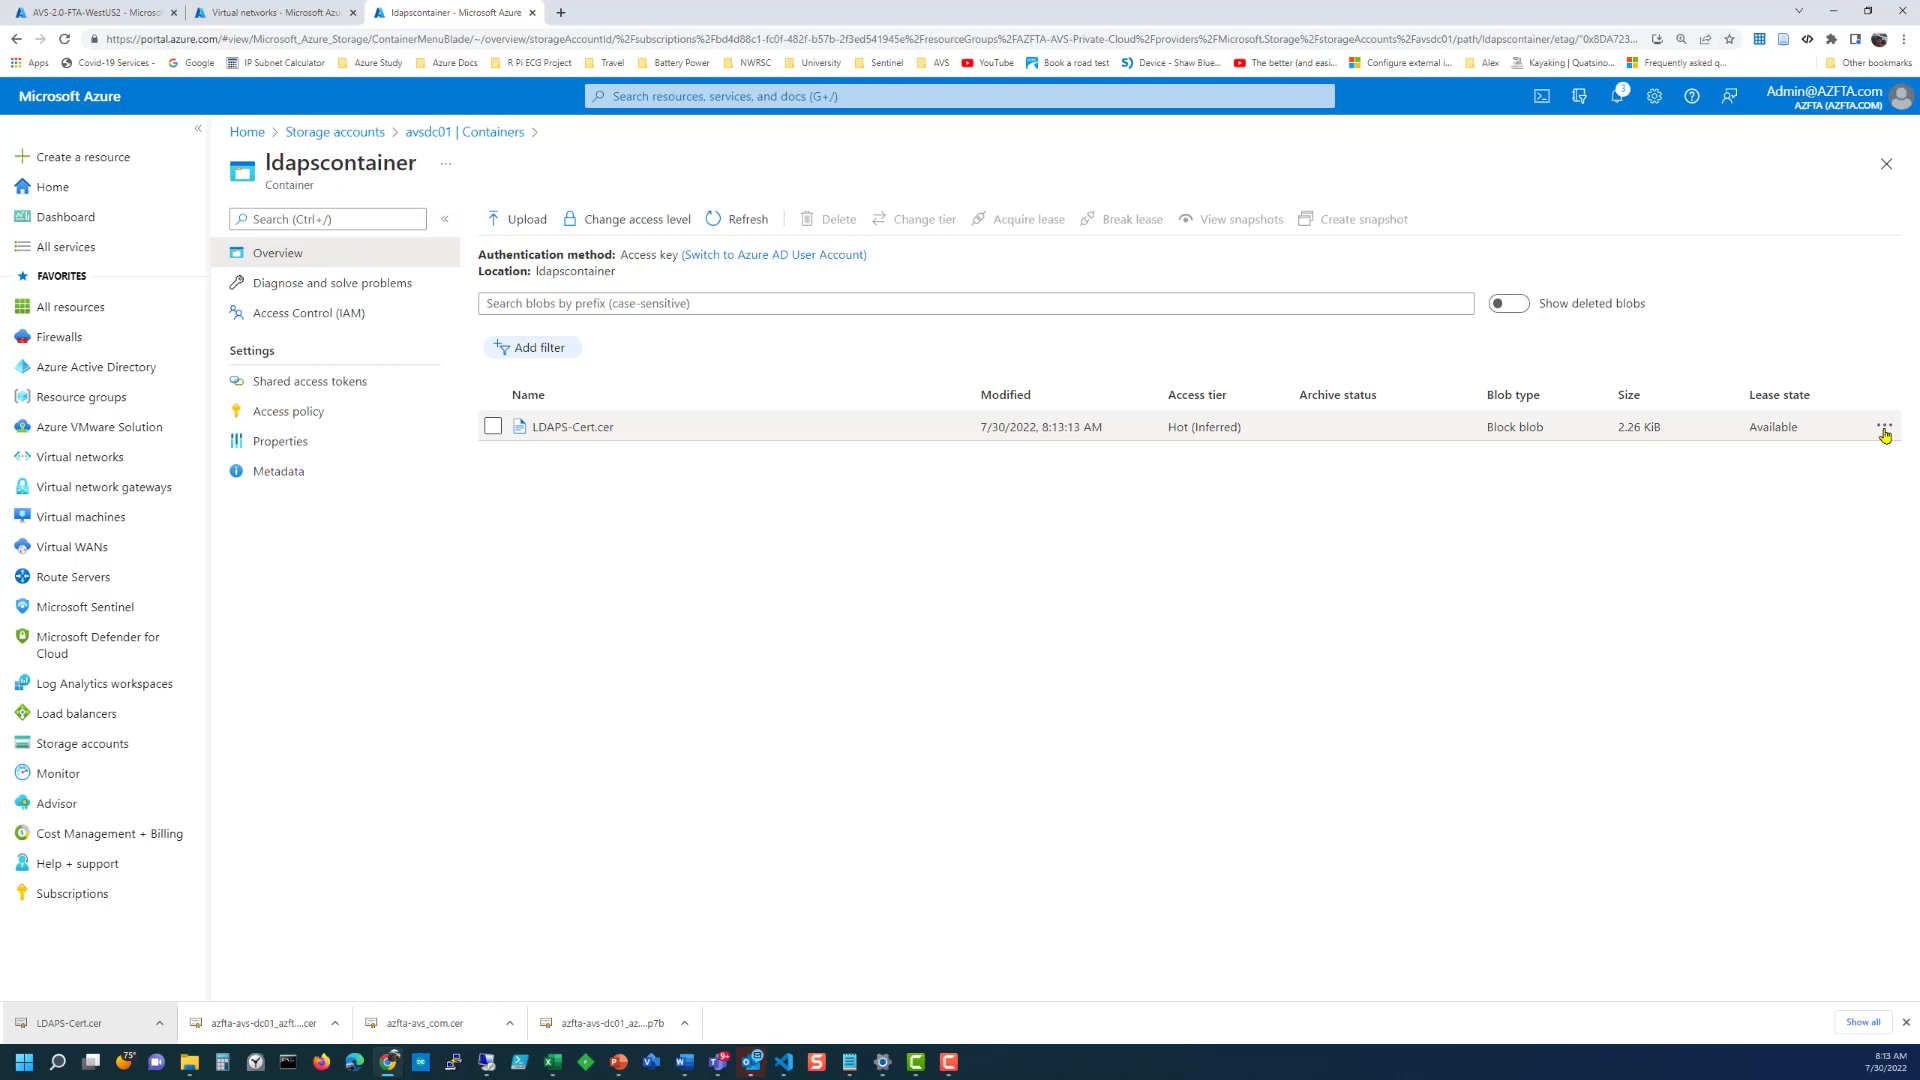 AVS-2.0-FTA-WestUS2 - Microsof
Virtual networks - Microsoft Azu
ldapscontainer - Microsoft Azure
https://portal.azure.com/#view/Microsoft_Azure_Storage/ContainerMenuBlade/~/overview/storageAccountId/%2Fsubscriptions%2Fbd4d88c1-fc0f-482f-b57b-2f3ed541945e%2FresourceGroups%2FAZFTA-AVS-Private-Cloud%2Fproviders%2FMicrosoft.Storage%2FstorageAccounts%2Favsdc01/path/ldapscontainer/etag/"0x8DA723...
Apps
Covid-19 Services -
Google
IP Subnet Calculator
Azure Study
Azure Docs
R Pi ECG Project
Travel
Battery Power
NWRSC
University
Sentinel
AVS
YouTube
Book a road test
Device - Shaw Blue...
The better (and easi...
Configure external i...
Alex
Kayaking | Quatsino...
Frequently asked q...
Other bookmarks
Microsoft Azure
Search resources, services, and docs (G+/)
3
Admin@AZFTA.com
AZFTA (AZFTA.COM)
Create a resource
Home
Dashboard
All services
FAVORITES
All resources
Firewalls
Azure Active Directory
Resource groups
Azure VMware Solution
Virtual networks
Virtual network gateways
Virtual machines
Virtual WANs
Route Servers
Microsoft Sentinel
Microsoft Defender for
Cloud
Log Analytics workspaces
Load balancers
Storage accounts
Monitor
Advisor
Cost Management + Billing
Help + support
Subscriptions
Home > Storage accounts > avsdc01 | Containers >
ldapscontainer ...
Container
Search (Ctrl+/)
Overview
Diagnose and solve problems
Access Control (IAM)
Settings
Shared access tokens
Access policy
Properties
Metadata
Upload
Change access level
Refresh
Delete
Change tier
Acquire lease
Break lease
View snapshots
Create snapshot
Authentication method: Access key (Switch to Azure AD User Account)
Location: ldapscontainer
Search blobs by prefix (case-sensitive)
Show deleted blobs
Add filter
Name Modified Access tier Archive status Blob type Size Lease state
LDAPS-Cert.cer 7/30/2022, 8:13:13 AM Hot (Inferred) Block blob 2.26 KiB Available ...
LDAPS-Cert.cer
azfta-avs-dc01_azft....cer
azfta-avs_com.cer
azfta-avs-dc01_az....p7b
Show all
75°
9+
8:13 AM
7/30/2022